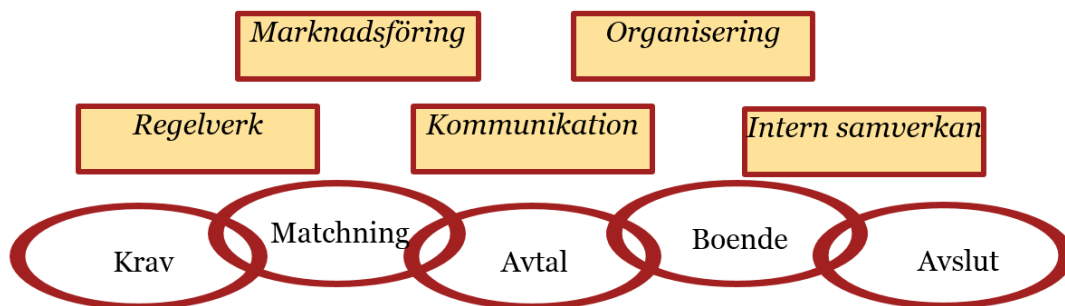 Marknadsföring
Organisering
Regelverk
Kommunikation
Intern samverkan
Krav
Matchning
Avtal
Boende
Avslut